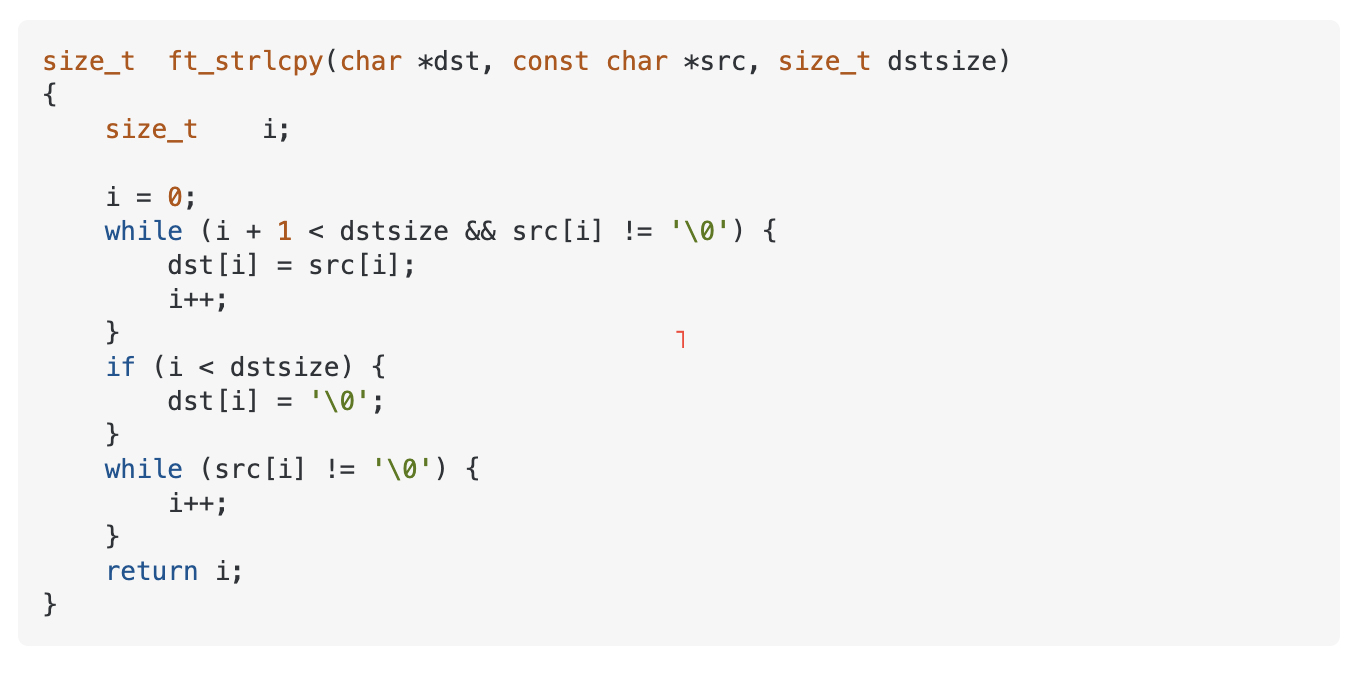 size_t  ft_strlcpy(char *dst, const char *src, size_t dstsize)
{
    size_t    i;

    i = 0;
    while (i + 1 < dstsize && src[i] != '\0') {
        dst[i] = src[i];
        i++;
    }
    if (i < dstsize) {
        dst[i] = '\0';
    }
    while (src[i] != '\0') {
        i++;
    }
    return i;
}